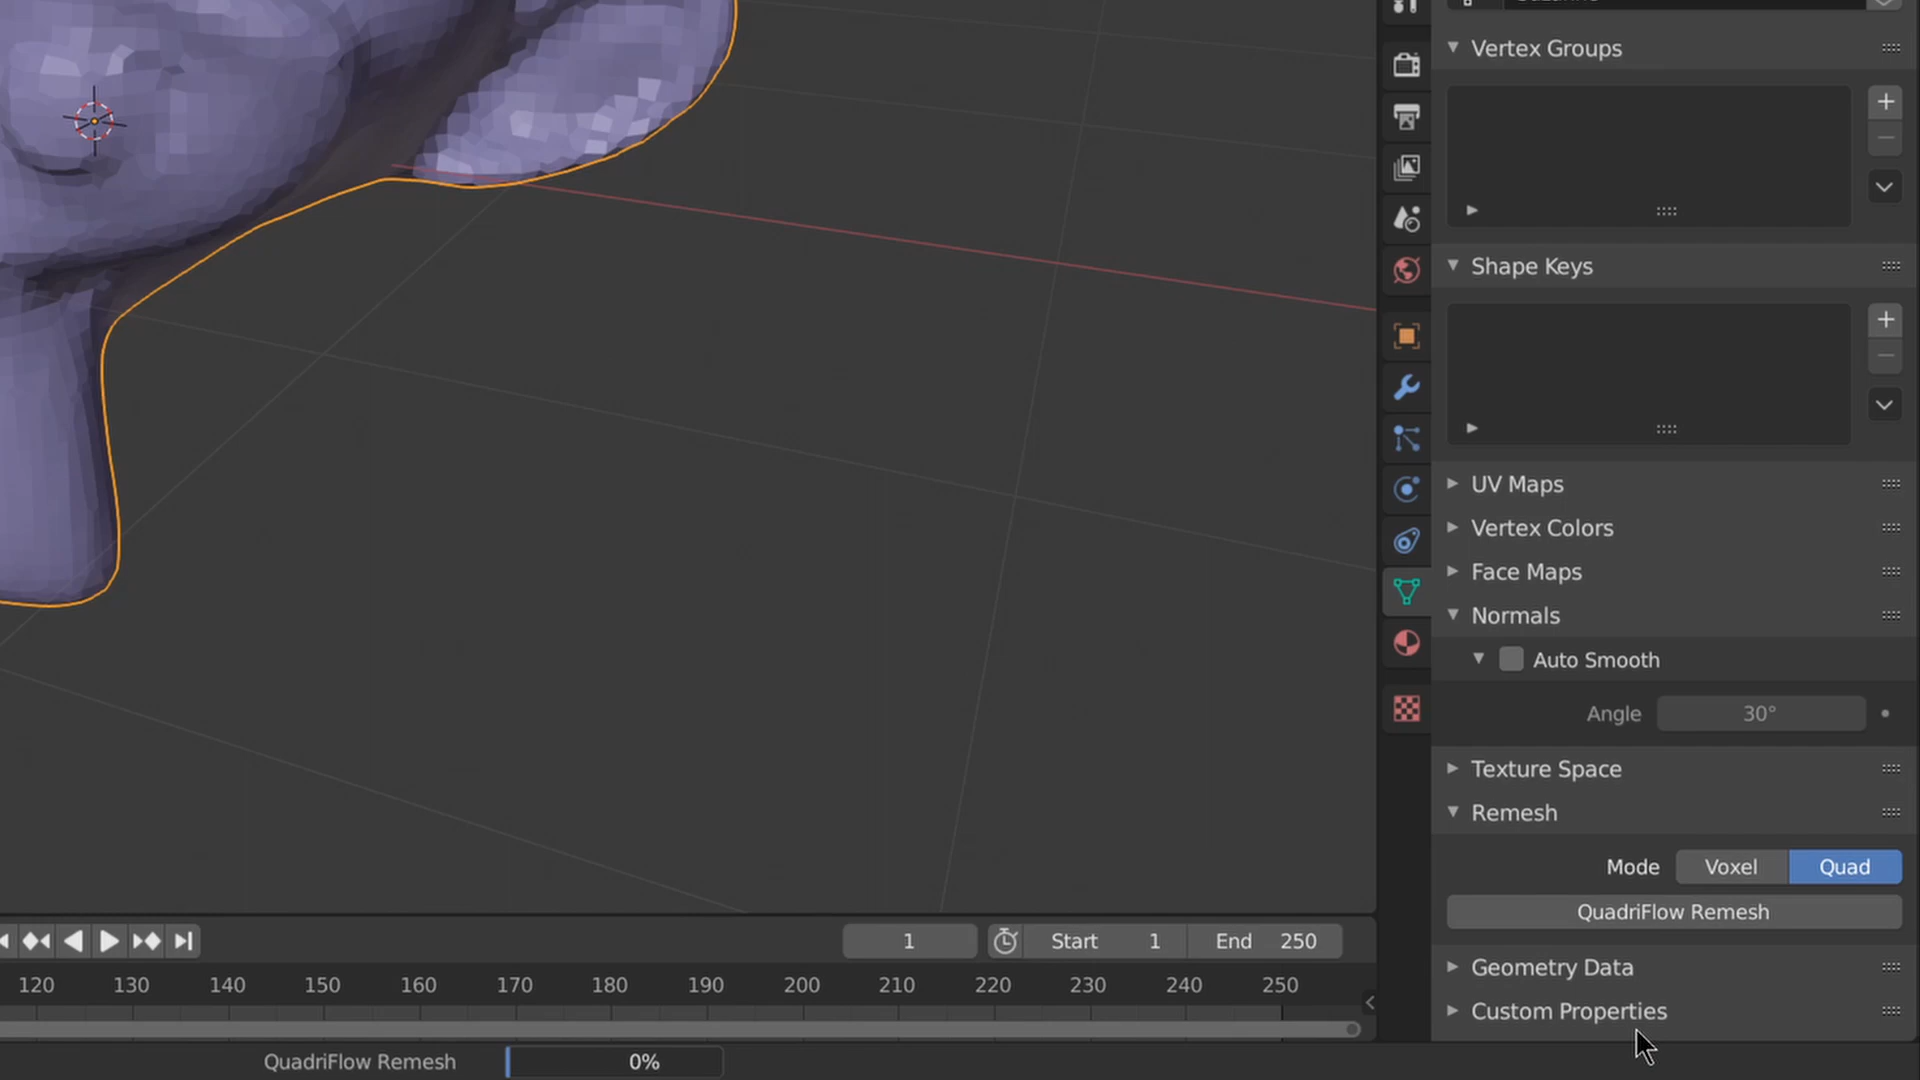 Vertex Groups
Shape Keys
UV Maps
Vertex Colors
Face Maps
Normals
Auto Smooth
Angle 30°
Texture Space
Remesh
Mode Voxel Quad
QuadriFlow Remesh
Geometry Data
Custom Properties
1 Start 1 End 250
120 130 140 150 160 170 180 190 200 210 220 230 240 250
QuadriFlow Remesh 0%